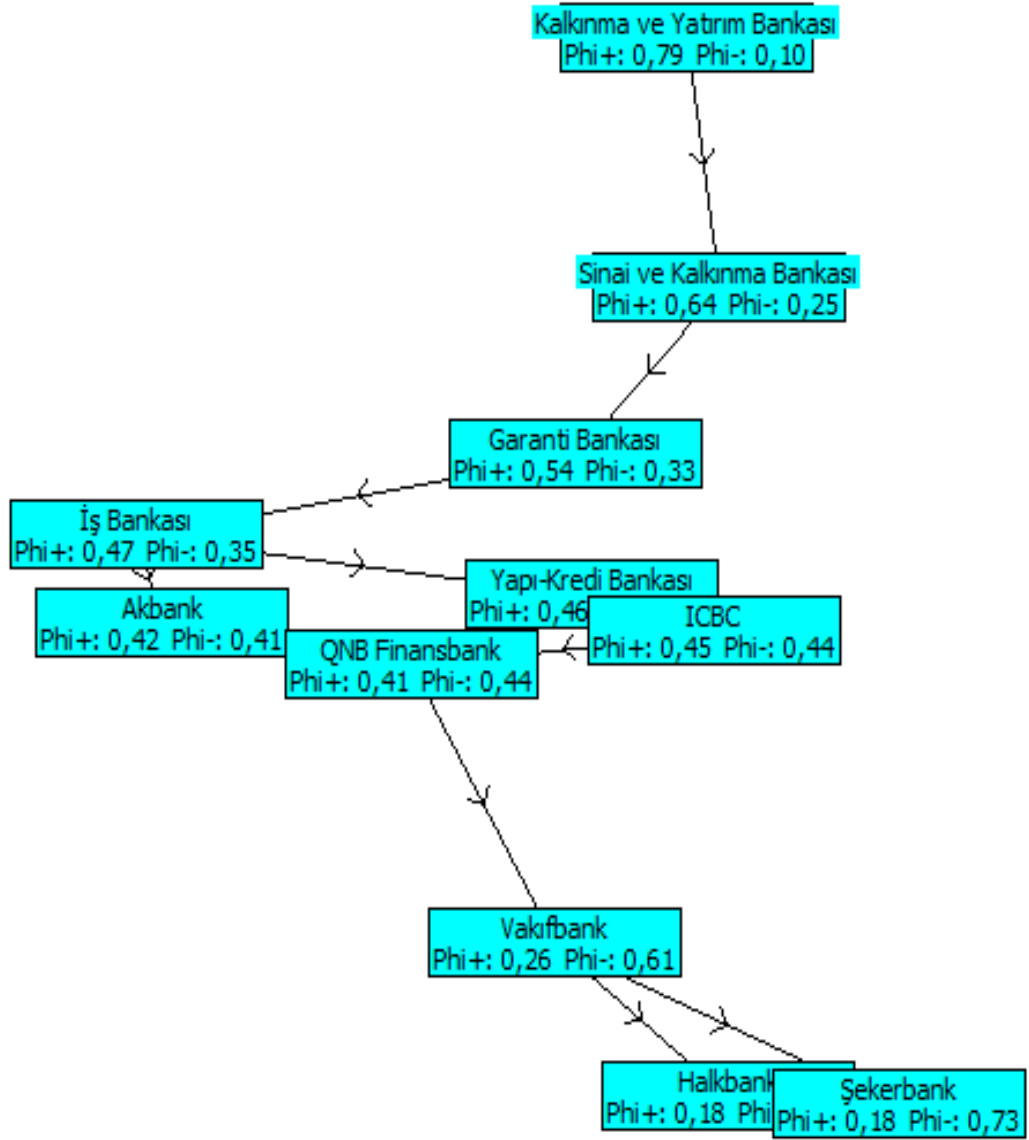 Kalkınma ve Yatırım Bankası
Phi+: 0,79 Phi-: 0,10
Sinai ve Kalkınma Bankası
Phi+: 0,64 Phi-: 0,25
Garanti Bankası
Phi+: 0,54 Phi-: 0,33
İş Bankası
Phi+: 0,47 Phi-: 0,35
Yapı-Kredi Bankası
Phi+: 0,46
Akbank
Phi+: 0,42 Phi-: 0,41
ICBC
Phi+: 0,45 Phi-: 0,44
QNB Finansbank
Phi+: 0,41 Phi-: 0,44
Vakıfbank
Phi+: 0,26 Phi-: 0,61
Halkbank
Phi+: 0,18
Şekerbank
Phi+: 0,18 Phi-: 0,73